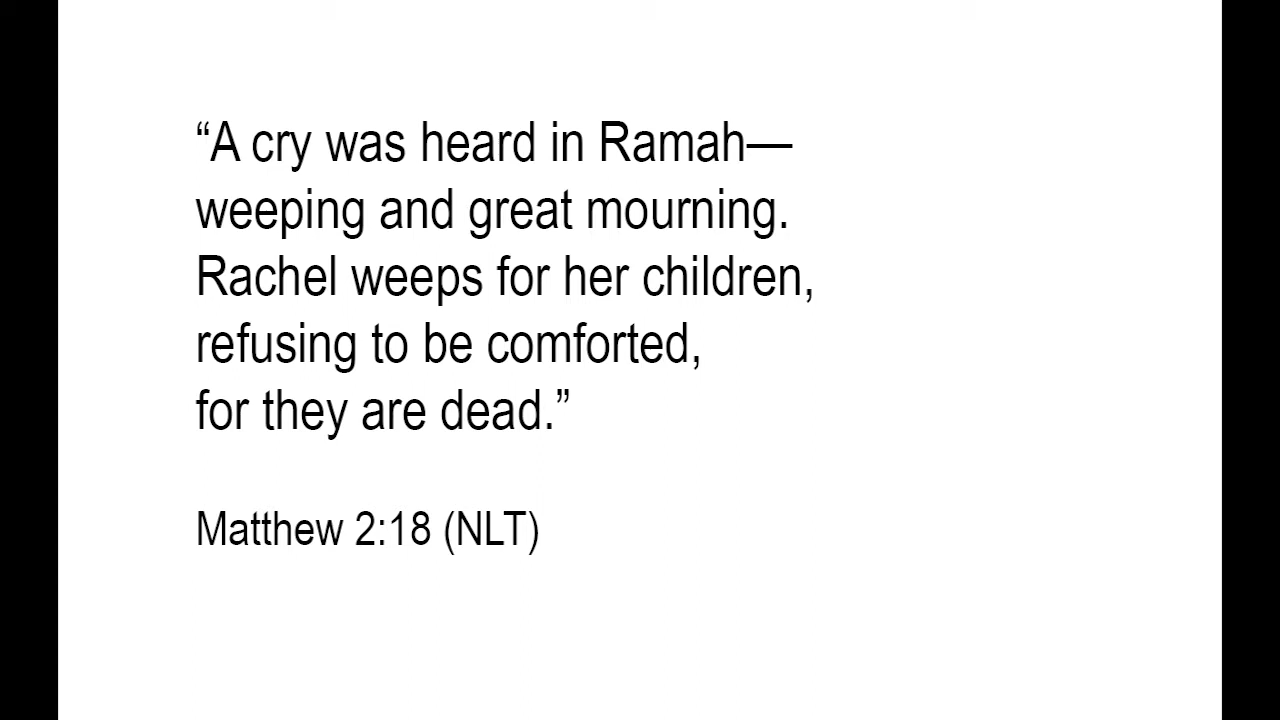 “A cry was heard in Ramah—
weeping and great mourning.
Rachel weeps for her children,
refusing to be comforted,
for they are dead.”
Matthew 2:18 (NLT)